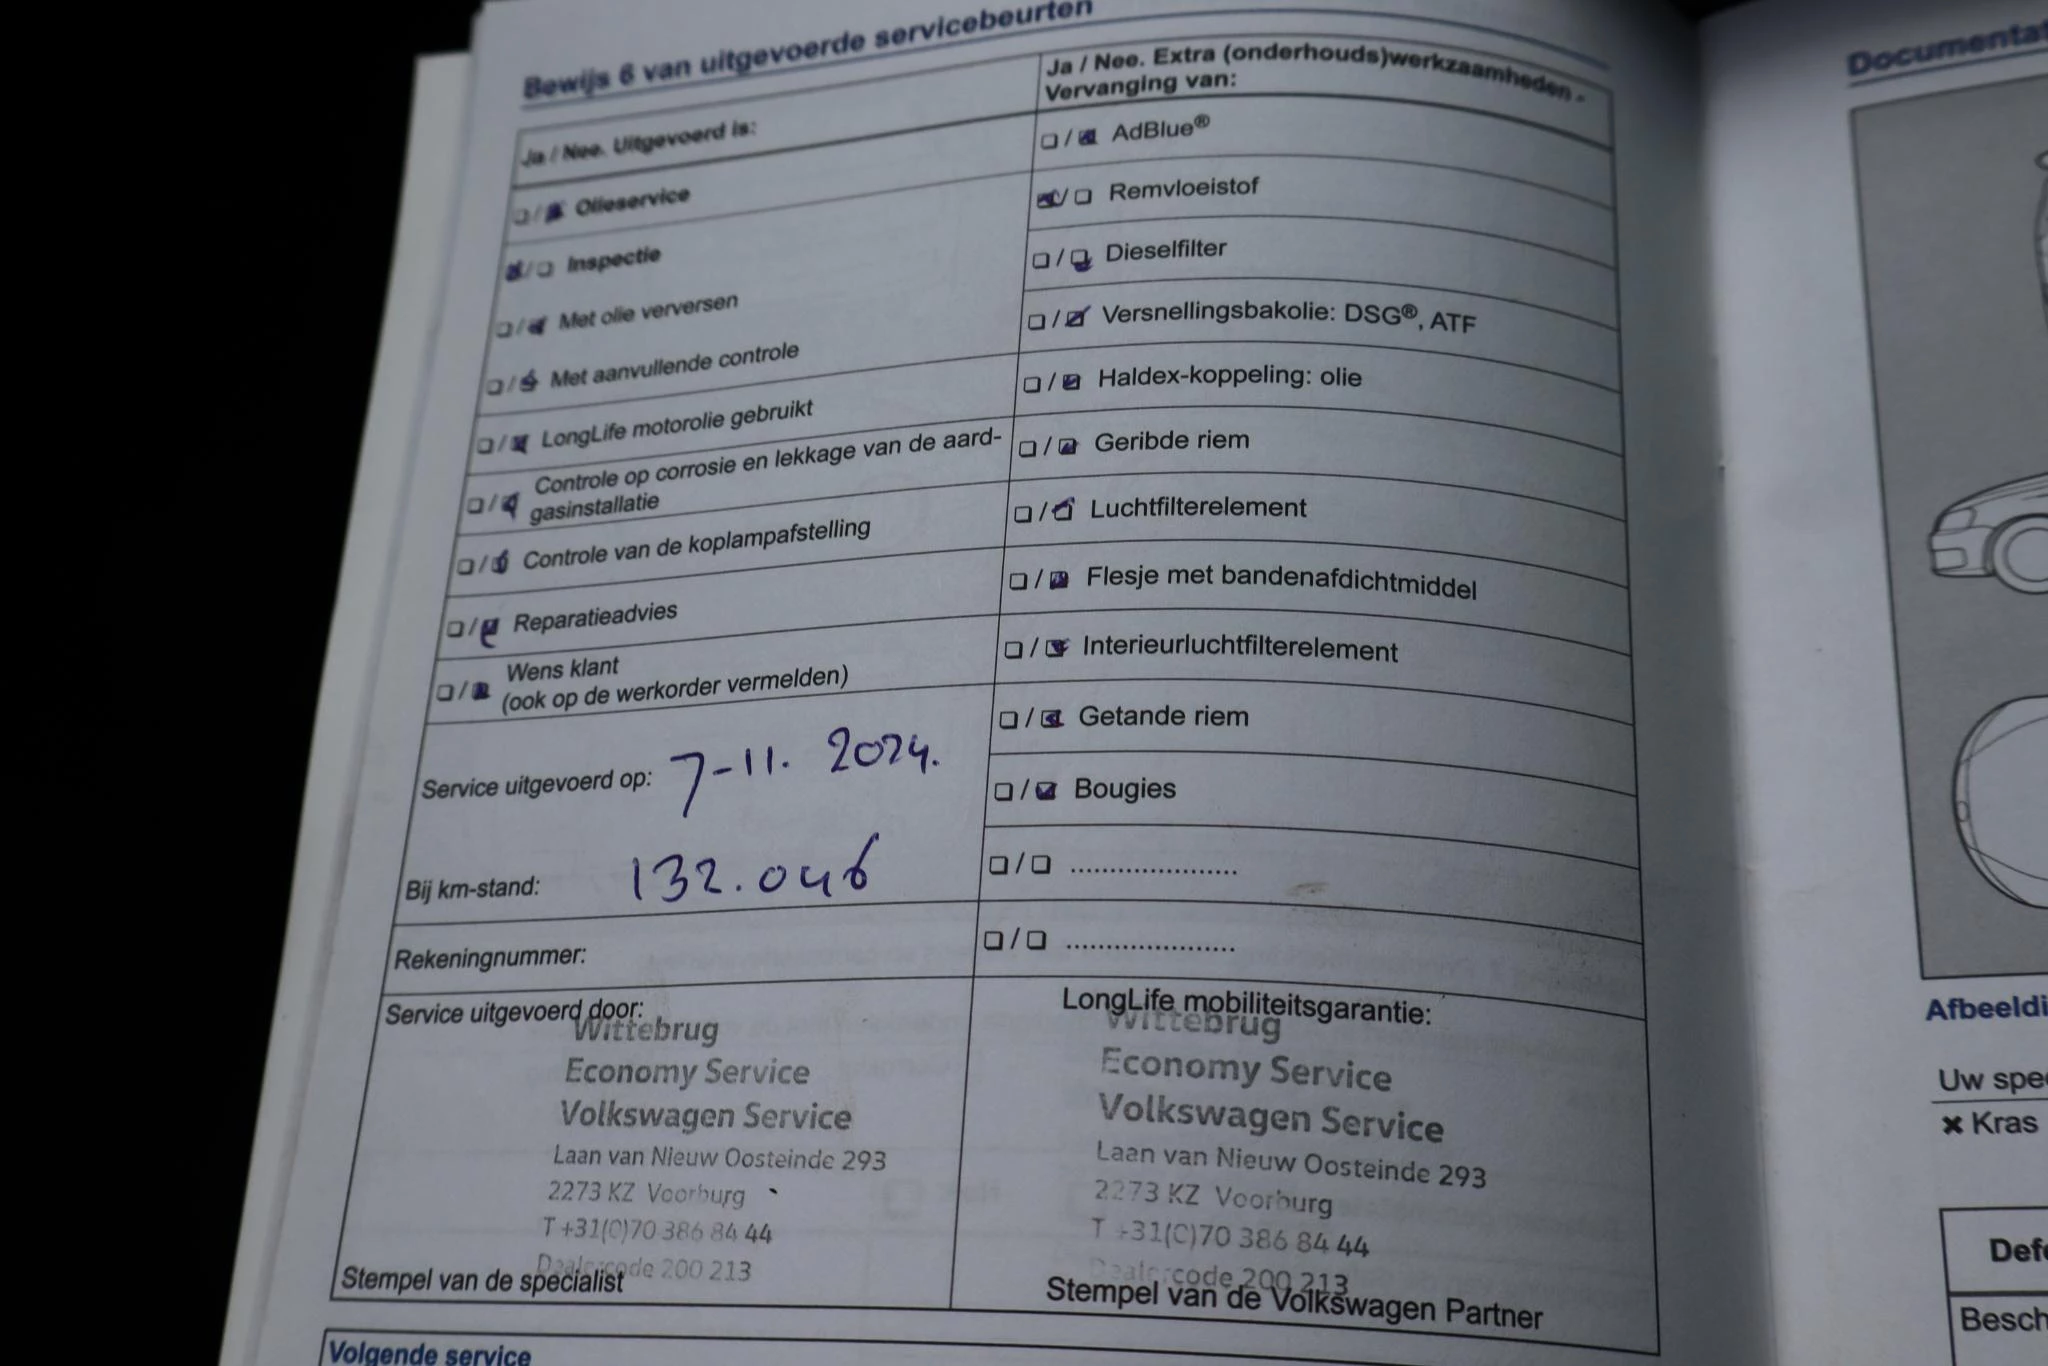 Bewijs 6 van uitgevoerde servicebeurten
Ja / Nee. Uitgevoerd is:
Olieservice
Inspectie
Met olie verversen
Met aanvullende controle
LongLife motorolie gebruikt
Controle op corrosie en lekkage van de aard-
gasinstallatie
Controle van de koplampafstelling
Reparatieadvies
Wens klant
(ook op de werkorder vermelden)
Service uitgevoerd op: 7-11. 2024.
Bij km-stand: 132.046
Rekeningnummer:
Service uitgevoerd door:
Wittebrug
Economy Service
Volkswagen Service
Laan van Nieuw Oosteinde 293
2273 KZ Voorburg
T +31(0)70 386 84 44
Dealercode 200 213
Stempel van de specialist
Ja / Nee. Extra (onderhouds)werkzaamheden -
Vervanging van:
AdBlue®
Remvloeistof
Dieselfilter
Versnellingsbakolie: DSG®, ATF
Haldex-koppeling: olie
Geribde riem
Luchtfilterelement
Flesje met bandenafdichtmiddel
Interieurluchtfilterelement
Getande riem
Bougies
.....................
.....................
LongLife mobiliteitsgarantie:
Wittebrug
Economy Service
Volkswagen Service
Laan van Nieuw Oosteinde 293
2273 KZ Voorburg
T +31(0)70 386 84 44
Dealercode 200 213
Stempel van de Volkswagen Partner
Volgende service
Documentat
Afbeeldi
Uw spe
Kras
Defe
Besch